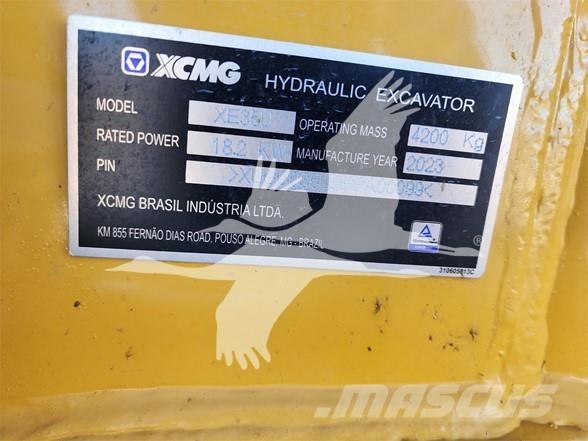 XCMG HYDRAULIC EXCAVATOR
MODEL OPERATING MASS 4200 Kg
RATED POWER 18.2 KW MANUFACTURE YEAR 2023
PIN
XCMG BRASIL INDÚSTRIA LTDA.
KM 855 FERNÃO DIAS ROAD, POUSO ALEGRE, MG - BRAZIL
®
310605813C
MASCUS